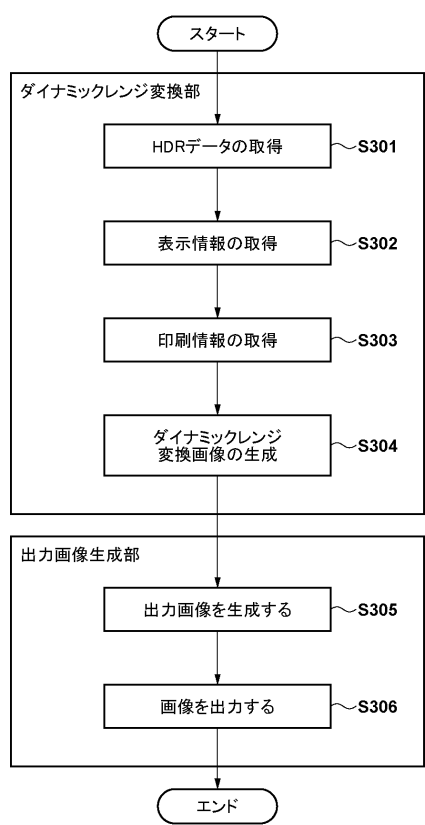 スタート
ダイナミックレンジ変換部
HDRデータの取得
S301
表示情報の取得
S302
印刷情報の取得
S303
ダイナミックレンジ
変換画像の生成
S304
出力画像生成部
出力画像を生成する
S305
画像を出力する
S306
エンド